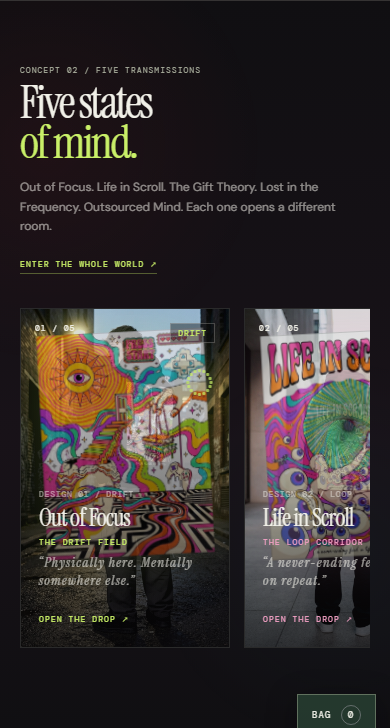 CONCEPT 02 / FIVE TRANSMISSIONS
Five states
of mind.
Out of Focus. Life in Scroll. The Gift Theory. Lost in the
Frequency. Outsourced Mind. Each one opens a different
room.
ENTER THE WHOLE WORLD ↗
01 / 05
DRIFT
DESIGN 01 / DRIFT
Out of Focus
THE DRIFT FIELD
“Physically here. Mentally
somewhere else.”
OPEN THE DROP ↗
02 / 05
LIFE IN SC
DESIGN 02 / LOOP
Life in Scroll
THE LOOP CORRIDOR
“A never-ending fe
on repeat.”
OPEN THE DROP ↗
BAG 0